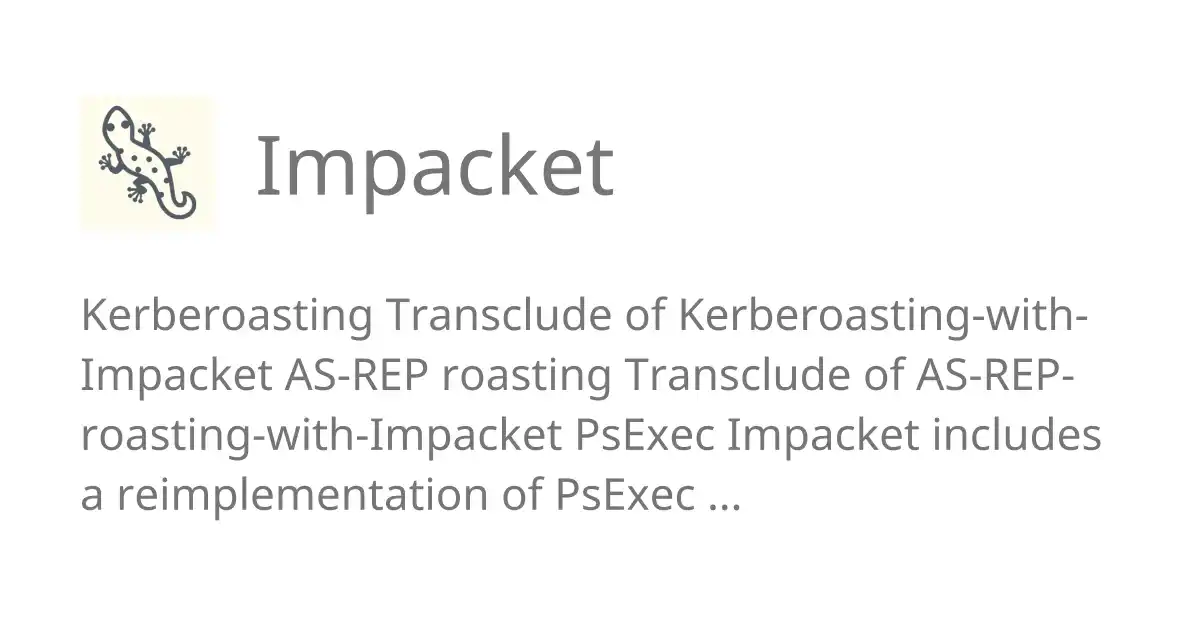 Impacket
Kerberoasting Transclude of Kerberoasting-with-
Impacket AS-REP roasting Transclude of AS-REP-
roasting-with-Impacket PsExec Impacket includes
a reimplementation of PsExec ...